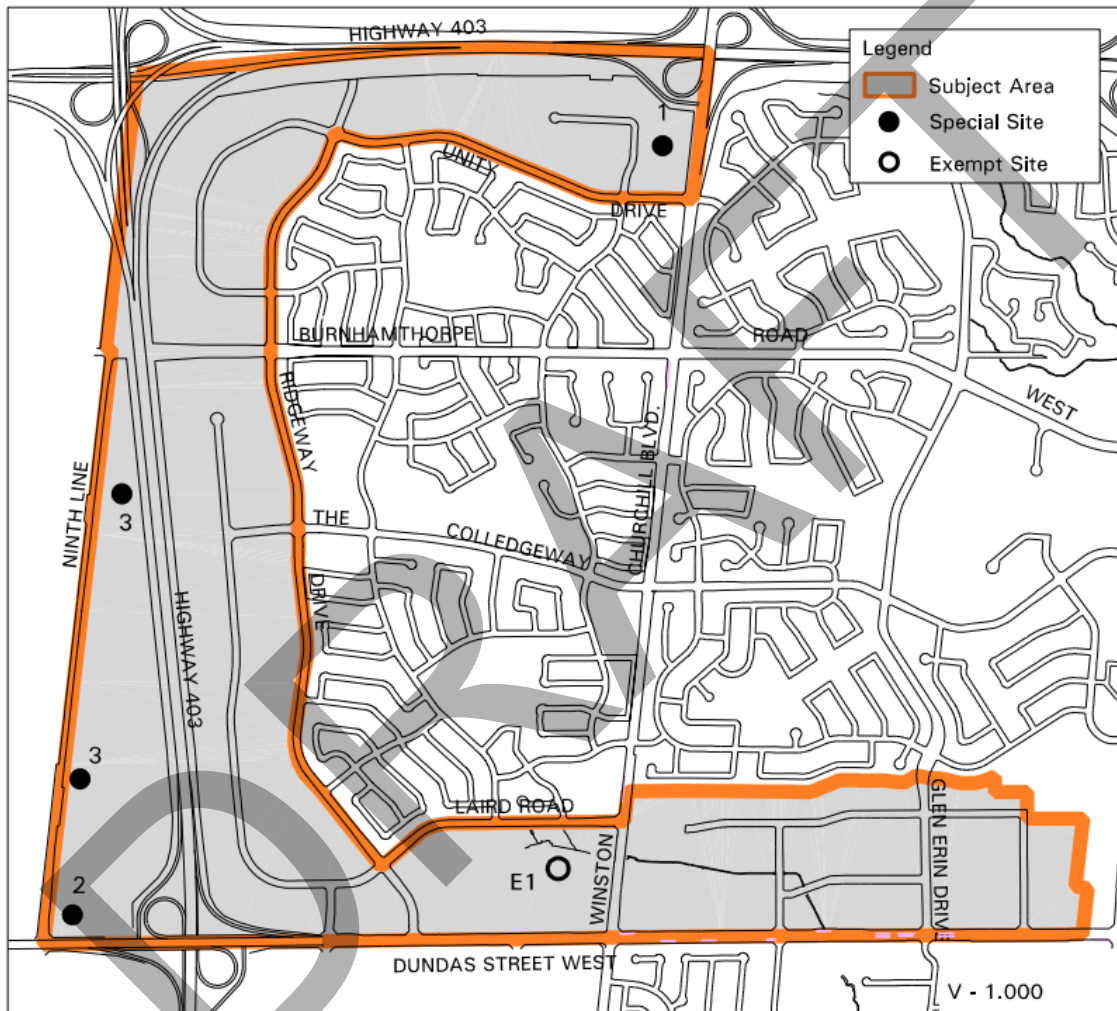 HIGHWAY 403
Legend
Subject Area
Special Site
Exempt Site
1
UNITY
DRIVE
BURNHAMTHORPE
ROAD
WEST
RIDGEWAY
CHURCHILL BLVD.
NINTH LINE
3
THE
COLLEDGEWAY
DRIVE
HIGHWAY 403
3
LAIRD ROAD
GLEN ERIN DRIVE
E1
WINSTON
2
DUNDAS STREET WEST
V - 1.000
DRAFT